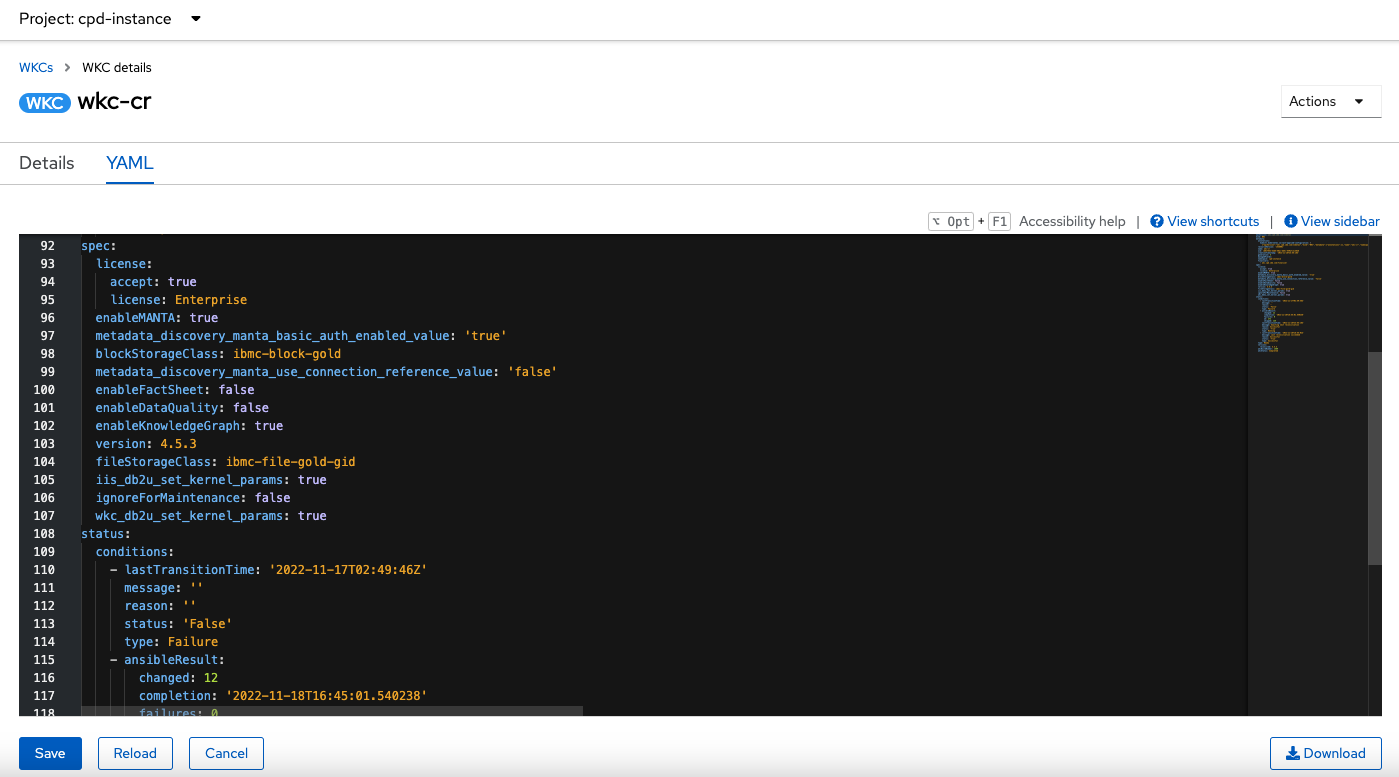 Project: cpd-instance
WKCs > WKC details
WKC wkc-cr
Actions
Details YAML
⌥ Opt + F1 Accessibility help | View shortcuts | View sidebar
92 spec:
93 license:
94 accept: true
95 license: Enterprise
96 enableMANTA: true
97 metadata_discovery_manta_basic_auth_enabled_value: 'true'
98 blockStorageClass: ibmc-block-gold
99 metadata_discovery_manta_use_connection_reference_value: 'false'
100 enableFactSheet: false
101 enableDataQuality: false
102 enableKnowledgeGraph: true
103 version: 4.5.3
104 fileStorageClass: ibmc-file-gold-gid
105 iis_db2u_set_kernel_params: true
106 ignoreForMaintenance: false
107 wkc_db2u_set_kernel_params: true
108 status:
109 conditions:
110 - lastTransitionTime: '2022-11-17T02:49:46Z'
111 message: ''
112 reason: ''
113 status: 'False'
114 type: Failure
115 - ansibleResult:
116 changed: 12
117 completion: '2022-11-18T16:45:01.540238'
118 failures: 0
Save Reload Cancel Download